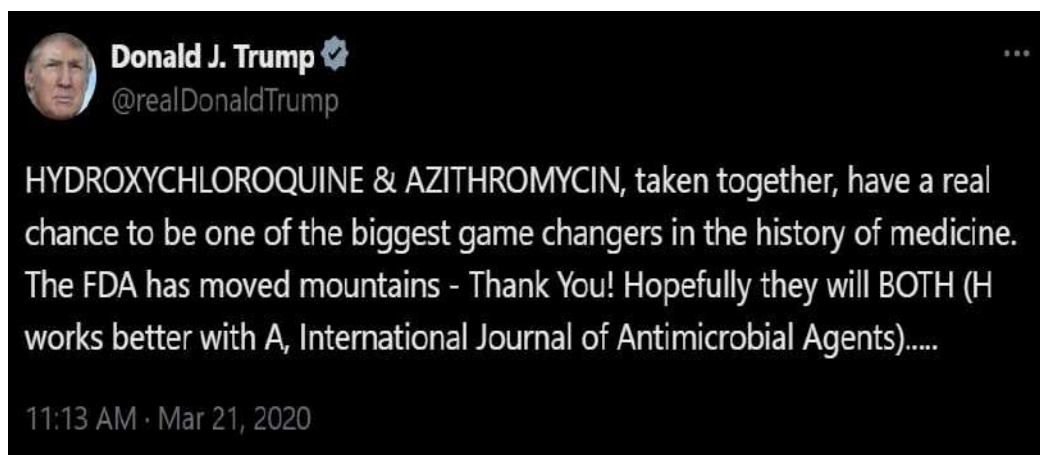 Donald J. Trump
@realDonaldTrump
HYDROXYCHLOROQUINE & AZITHROMYCIN, taken together, have a real
chance to be one of the biggest game changers in the history of medicine.
The FDA has moved mountains - Thank You! Hopefully they will BOTH (H
works better with A, International Journal of Antimicrobial Agents).....
11:13 AM · Mar 21, 2020